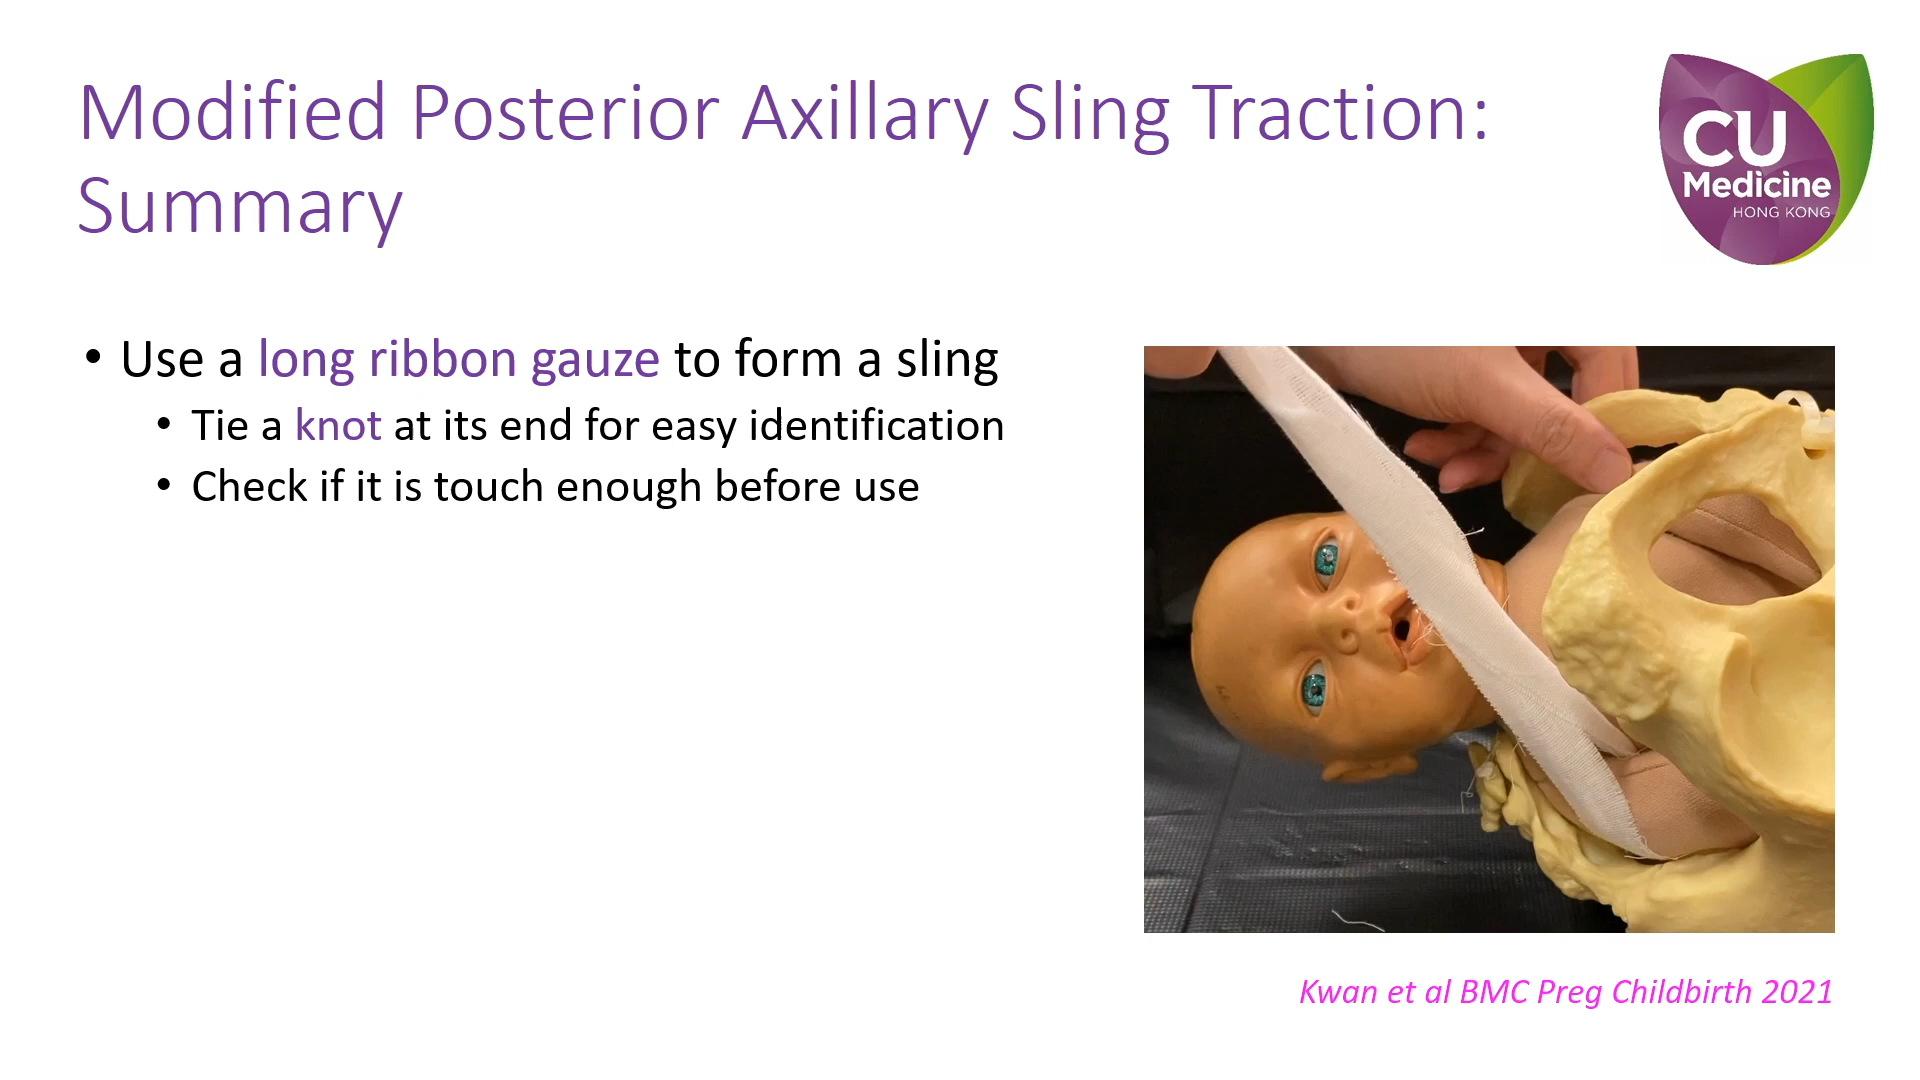 Modified Posterior Axillary Sling Traction:
Summary
CU
Medicine
HONG KONG
• Use a long ribbon gauze to form a sling
• Tie a knot at its end for easy identification
• Check if it is touch enough before use
Kwan et al BMC Preg Childbirth 2021